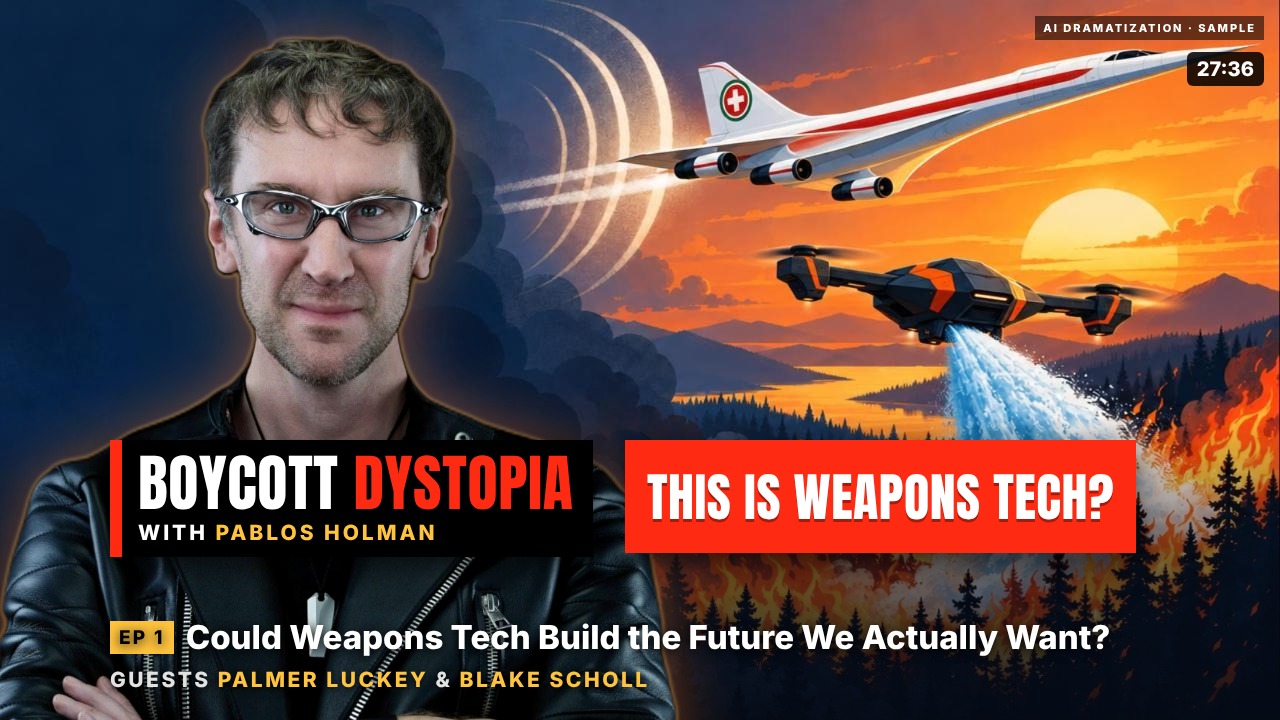 AI DRAMATIZATION · SAMPLE
27:36
BOYCOTT DYSTOPIA
WITH PABLOS HOLMAN
THIS IS WEAPONS TECH?
EP 1 Could Weapons Tech Build the Future We Actually Want?
GUESTS PALMER LUCKEY & BLAKE SCHOLL